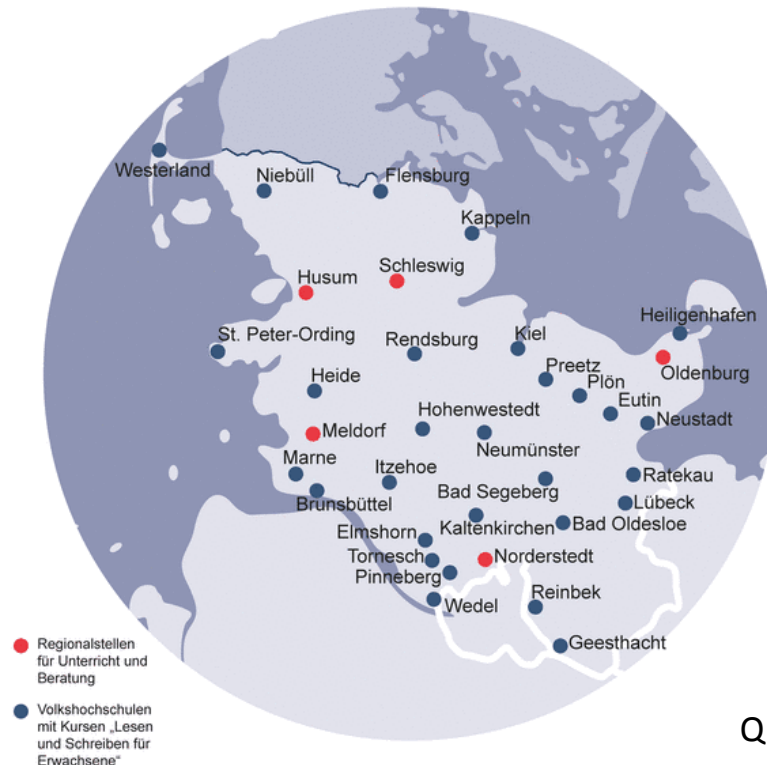 Westerland
Niebüll
Flensburg
Kappeln
Schleswig
Husum
Heiligenhafen
St. Peter-Ording
Rendsburg
Kiel
Preetz
Oldenburg
Plön
Heide
Eutin
Hohenwestedt
Neustadt
Meldorf
Neumünster
Marne
Itzehoe
Ratekau
Bad Segeberg
Brunsbüttel
Lübeck
Kaltenkirchen
Bad Oldesloe
Elmshorn
Tornesch
Norderstedt
Pinneberg
Reinbek
Wedel
Geesthacht
Regionalstellen
für Unterricht und
Beratung
Volkshochschulen
mit Kursen „Lesen
und Schreiben für
Erwachsene“
Q